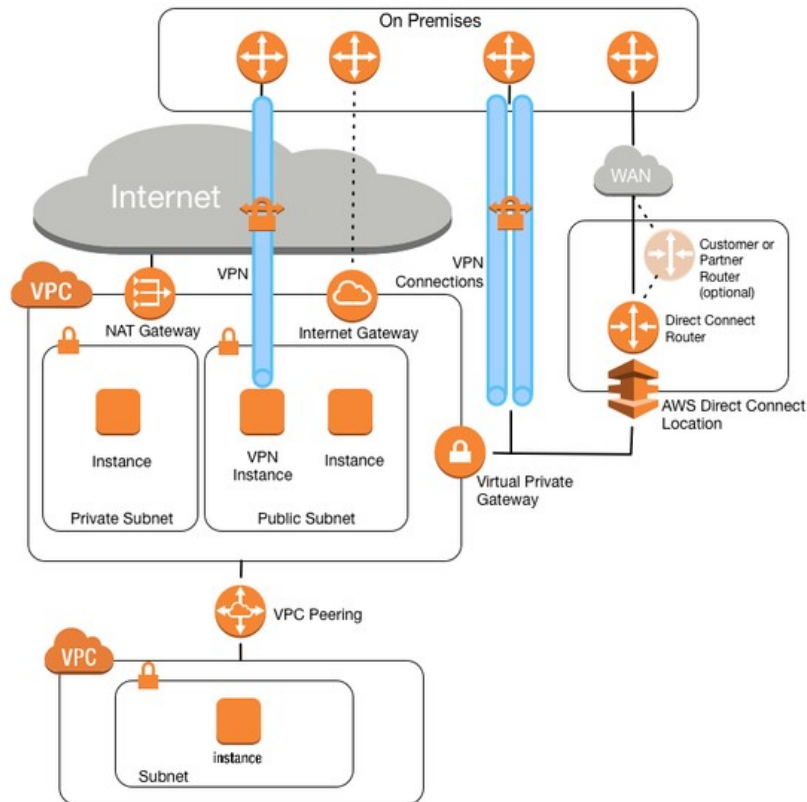 On Premises
Internet
WAN
VPN
VPN
Connections
Customer or
Partner
Router
(optional)
VPC
NAT Gateway
Internet Gateway
Direct Connect
Router
AWS Direct Connect
Location
Instance
VPN
Instance
Instance
Virtual Private
Gateway
Private Subnet
Public Subnet
VPC Peering
VPC
instance
Subnet